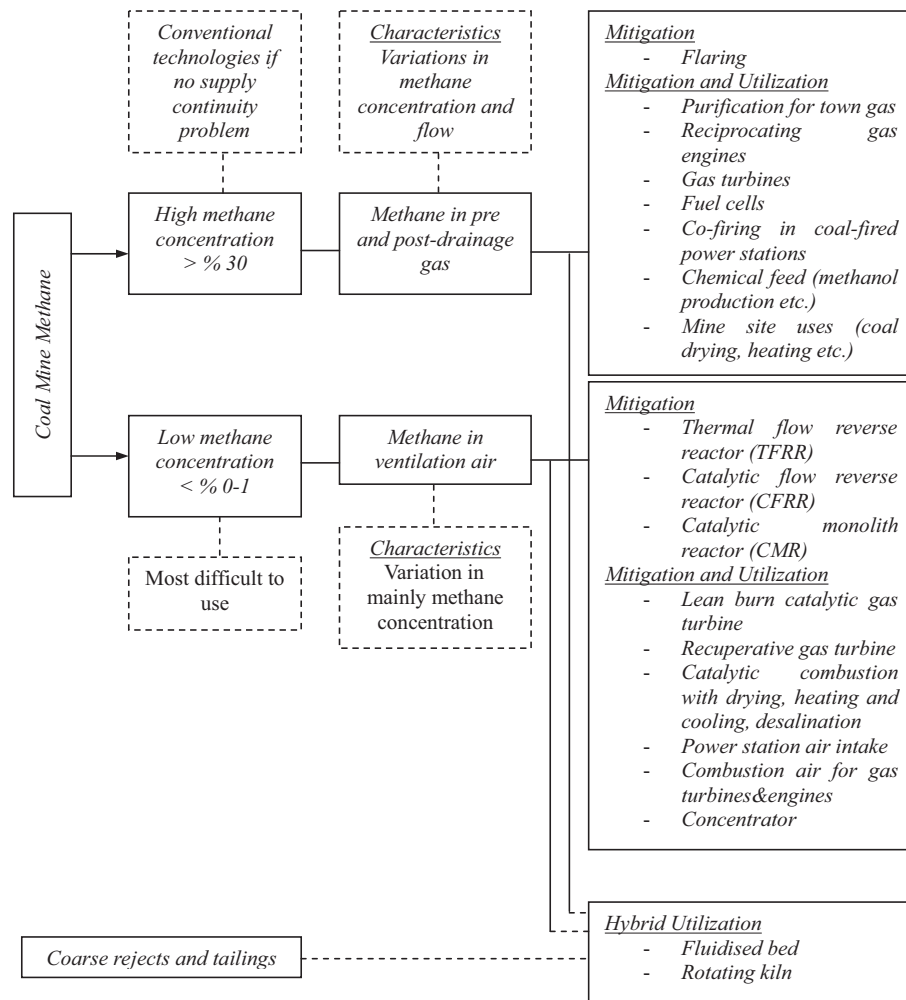 Conventional
technologies if
no supply
continuity
problem
Characteristics
Variations in
methane
concentration and
flow
Mitigation
- Flaring
Mitigation and Utilization
- Purification for town gas
- Reciprocating gas
engines
- Gas turbines
- Fuel cells
- Co-firing in coal-fired
power stations
- Chemical feed (methanol
production etc.)
- Mine site uses (coal
drying, heating etc.)
Coal Mine Methane
High methane
concentration
> % 30
Methane in pre
and post-drainage
gas
Low methane
concentration
< % 0-1
Methane in
ventilation air
Most difficult to
use
Characteristics
Variation in
mainly methane
concentration
Mitigation
- Thermal flow reverse
reactor (TFRR)
- Catalytic flow reverse
reactor (CFRR)
- Catalytic monolith
reactor (CMR)
Mitigation and Utilization
- Lean burn catalytic gas
turbine
- Recuperative gas turbine
- Catalytic combustion
with drying, heating and
cooling, desalination
- Power station air intake
- Combustion air for gas
turbines&engines
- Concentrator
Coarse rejects and tailings
Hybrid Utilization
- Fluidised bed
- Rotating kiln